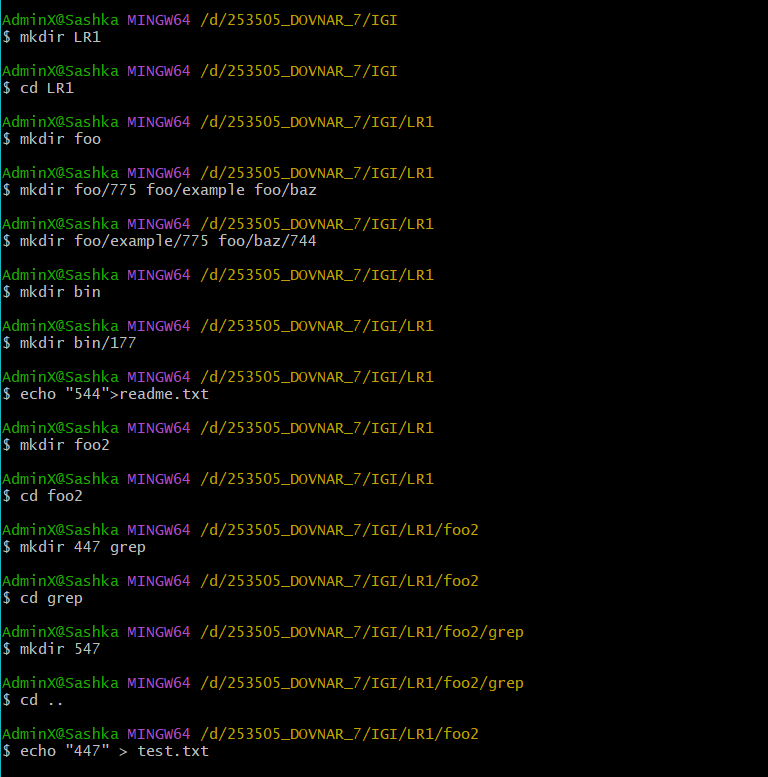 AdminX@Sashka MINGW64 /d/253505_DOVNAR_7/IGI
$ mkdir LR1
AdminX@Sashka MINGW64 /d/253505_DOVNAR_7/IGI
$ cd LR1
AdminX@Sashka MINGW64 /d/253505_DOVNAR_7/IGI/LR1
$ mkdir foo
AdminX@Sashka MINGW64 /d/253505_DOVNAR_7/IGI/LR1
$ mkdir foo/775 foo/example foo/baz
AdminX@Sashka MINGW64 /d/253505_DOVNAR_7/IGI/LR1
$ mkdir foo/example/775 foo/baz/744
AdminX@Sashka MINGW64 /d/253505_DOVNAR_7/IGI/LR1
$ mkdir bin
AdminX@Sashka MINGW64 /d/253505_DOVNAR_7/IGI/LR1
$ mkdir bin/177
AdminX@Sashka MINGW64 /d/253505_DOVNAR_7/IGI/LR1
$ echo "544">readme.txt
AdminX@Sashka MINGW64 /d/253505_DOVNAR_7/IGI/LR1
$ mkdir foo2
AdminX@Sashka MINGW64 /d/253505_DOVNAR_7/IGI/LR1
$ cd foo2
AdminX@Sashka MINGW64 /d/253505_DOVNAR_7/IGI/LR1/foo2
$ mkdir 447 grep
AdminX@Sashka MINGW64 /d/253505_DOVNAR_7/IGI/LR1/foo2
$ cd grep
AdminX@Sashka MINGW64 /d/253505_DOVNAR_7/IGI/LR1/foo2/grep
$ mkdir 547
AdminX@Sashka MINGW64 /d/253505_DOVNAR_7/IGI/LR1/foo2/grep
$ cd ..
AdminX@Sashka MINGW64 /d/253505_DOVNAR_7/IGI/LR1/foo2
$ echo "447" > test.txt